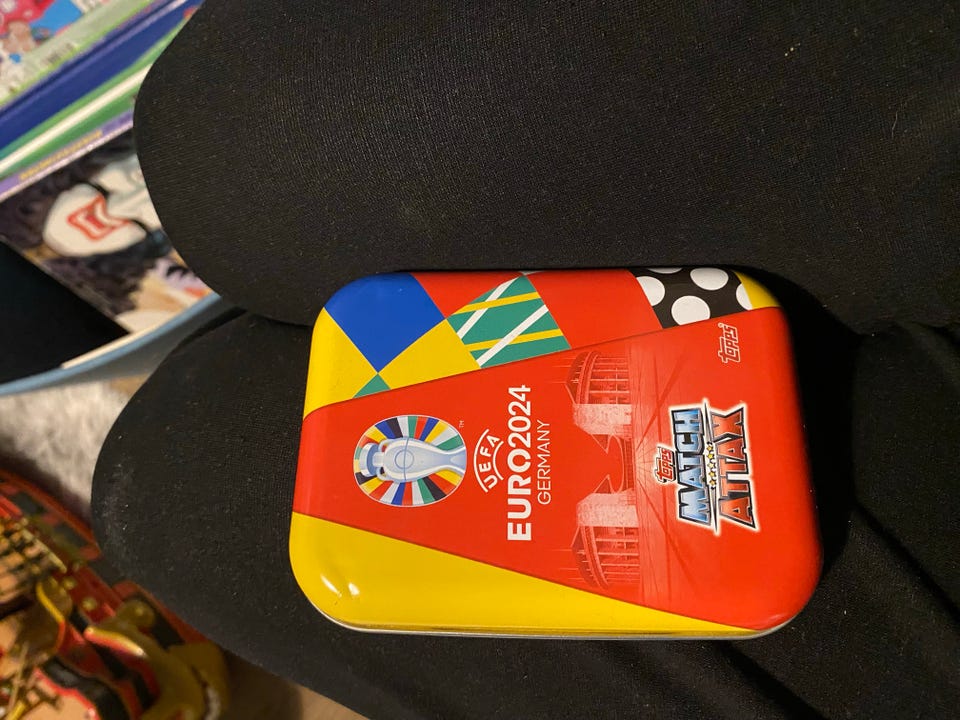 UEFA
EURO2024
GERMANY
Topps
MATCH
ATTAX
Topps